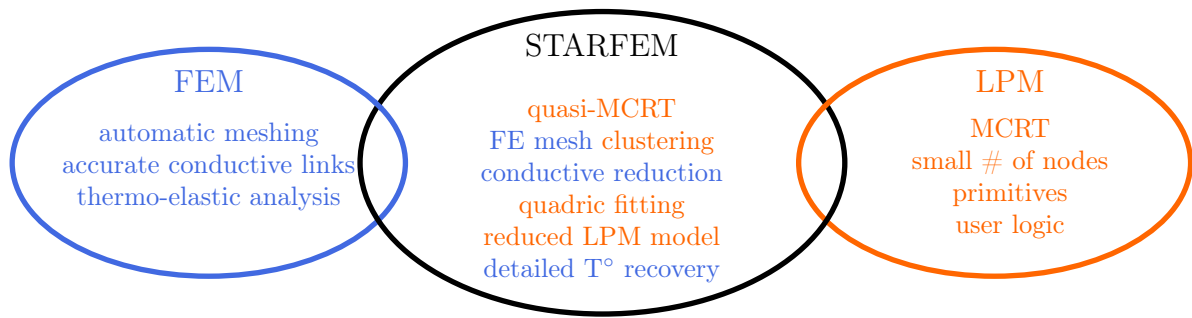 FEM
automatic meshing
accurate conductive links
thermo-elastic analysis
STARFEM
quasi-MCRT
FE mesh clustering
conductive reduction
quadric fitting
reduced LPM model
detailed T° recovery
LPM
MCRT
small # of nodes
primitives
user logic